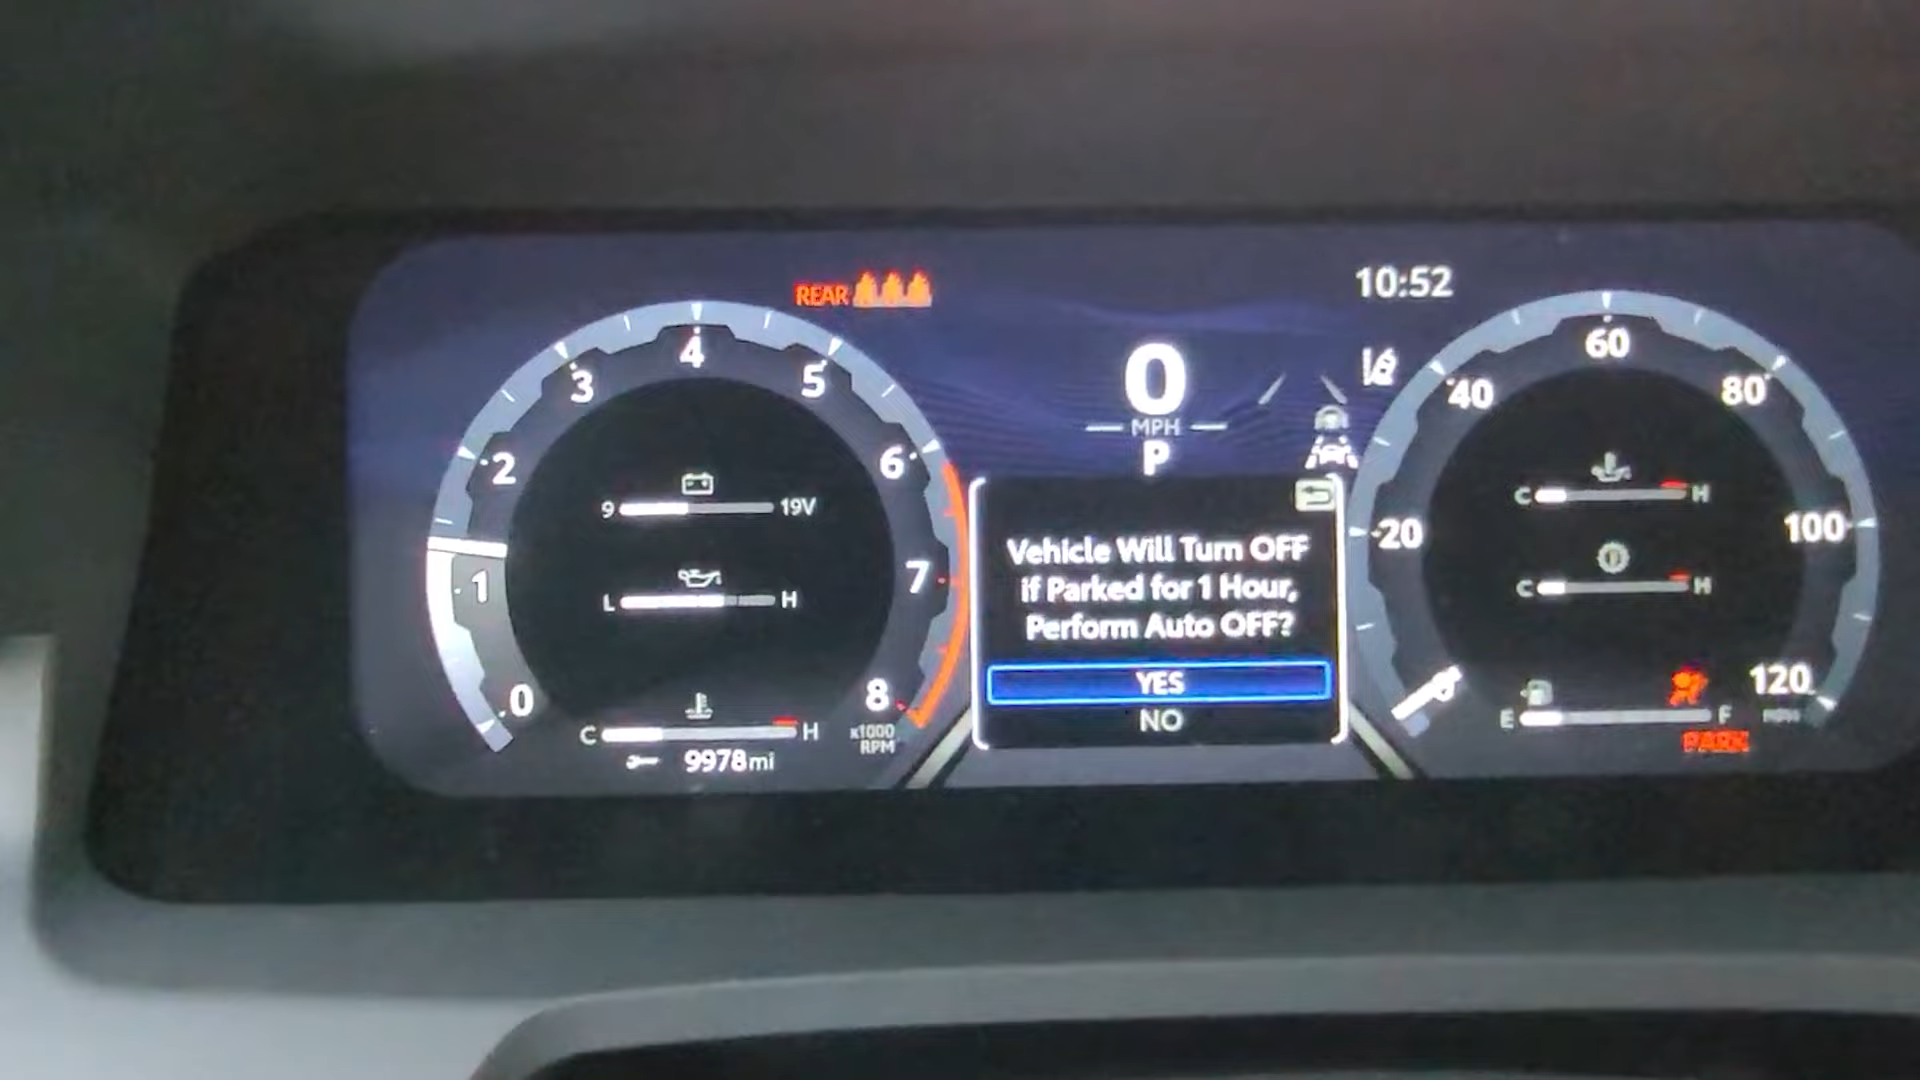 REAR
10:52
0
MPH
P
0
1
2
3
4
5
6
7
8
x1000
RPM
9
19V
L
H
C
H
9978mi
Vehicle Will Turn OFF
if Parked for 1 Hour,
Perform Auto OFF?
YES
NO
20
40
60
80
100
120
MPH
C
H
C
H
E
F
PARK